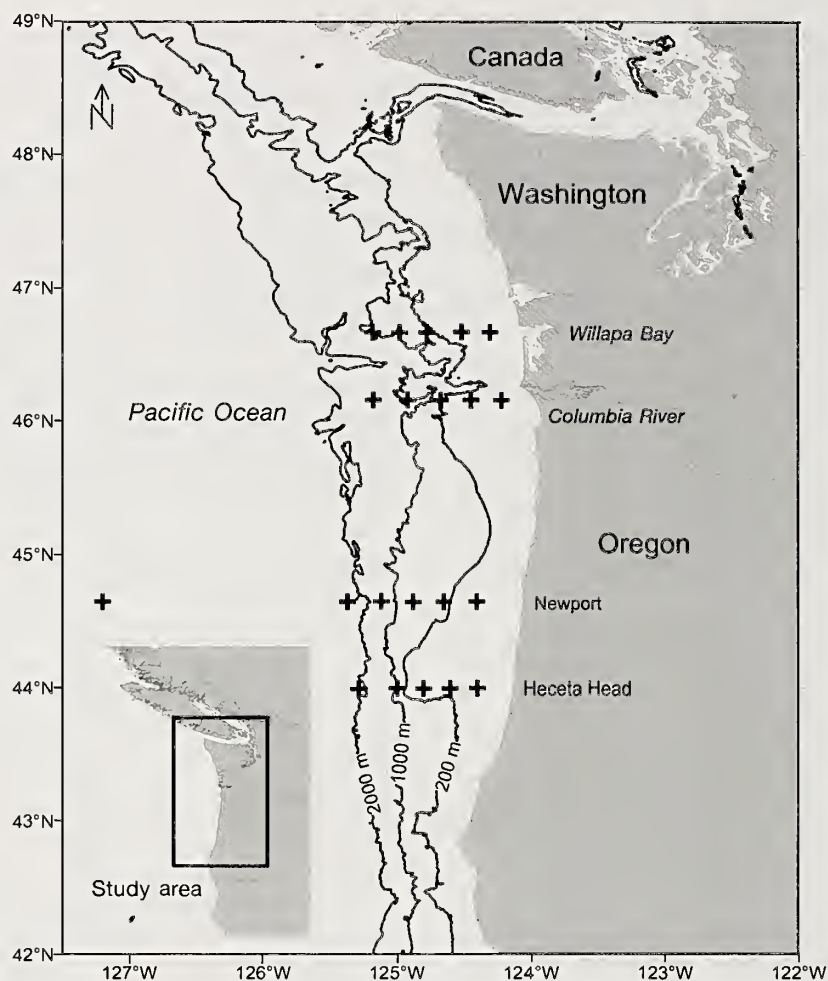 49°N
Canada
N
48°N
Washington
47°N
Willapa Bay
46°N
Pacific Ocean
Columbia River
45°N
Oregon
Newport
44°N
Heceta Head
2000 m
1000 m
200 m
43°N
Study area
42°N
127°W 126°W 125°W 124°W 123°W 122°W